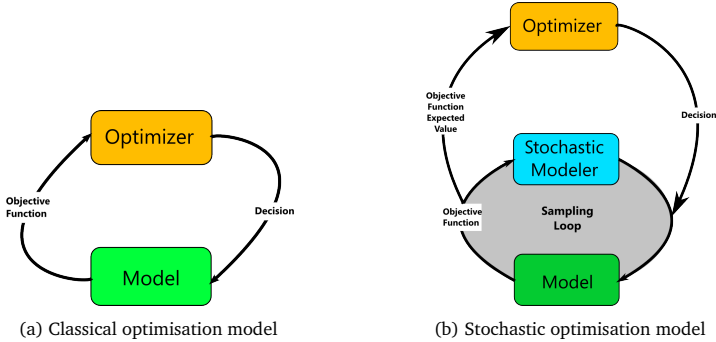 Optimizer
Objective
Function
Decision
Model
(a) Classical optimisation model
Optimizer
Objective
Function
Expected
Value
Decision
Stochastic
Modeler
Objective
Function
Sampling
Loop
Model
(b) Stochastic optimisation model